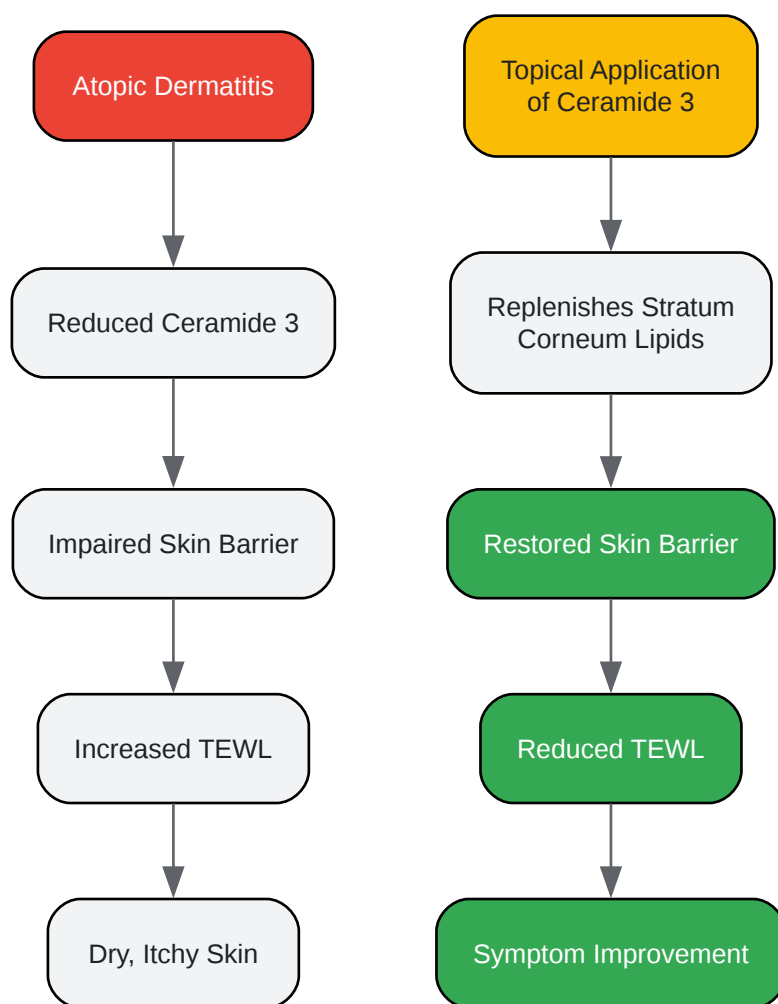 Atopic Dermatitis
Reduced Ceramide 3
Impaired Skin Barrier
Increased TEWL
Dry, Itchy Skin
Topical Application
of Ceramide 3
Replenishes Stratum
Corneum Lipids
Restored Skin Barrier
Reduced TEWL
Symptom Improvement